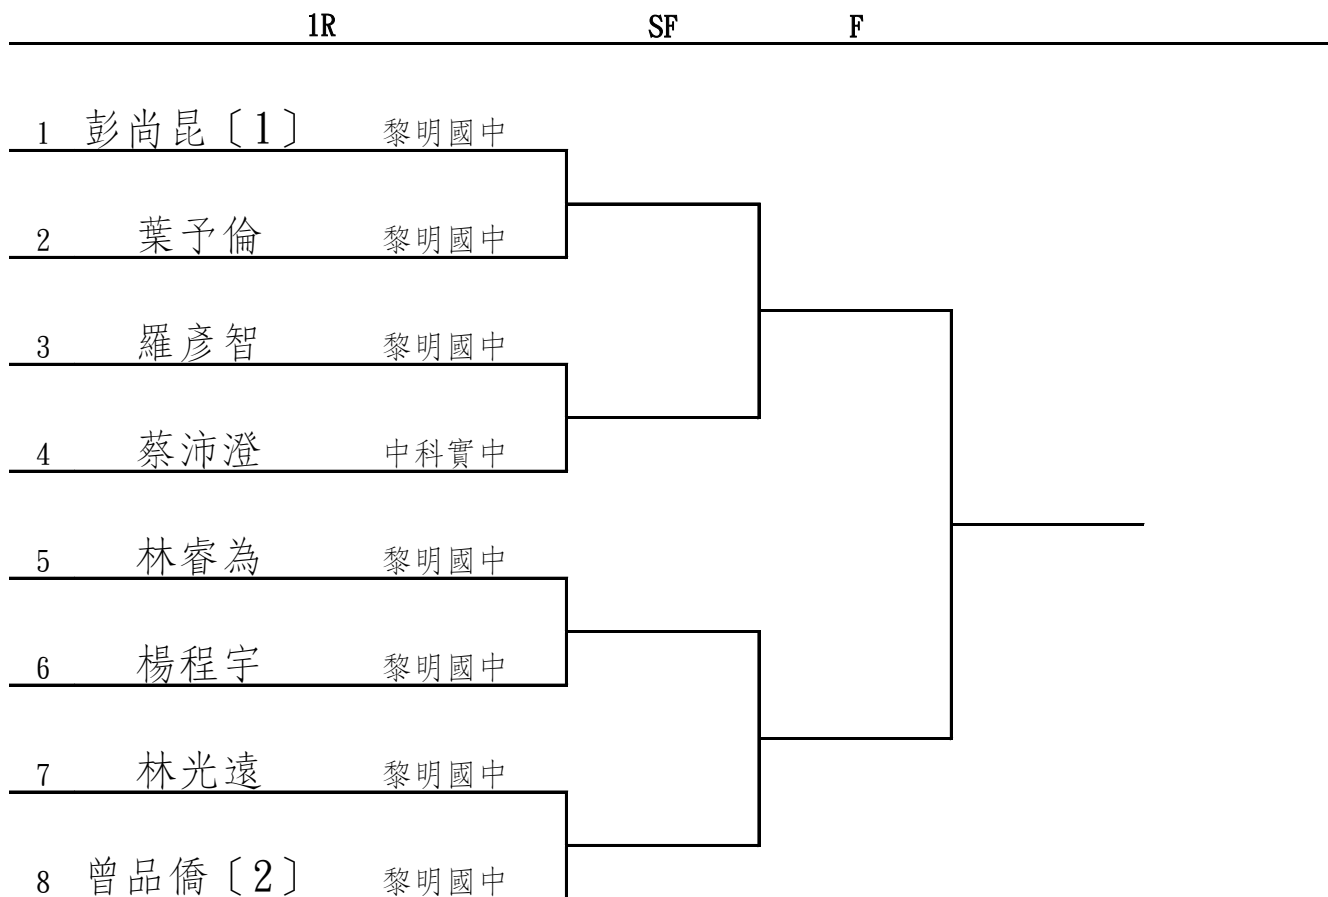 1R SF F
1 彭尚昆〔1〕 黎明國中
2 葉予倫 黎明國中
3 羅彥智 黎明國中
4 蔡沛澄 中科實中
5 林睿為 黎明國中
6 楊程宇 黎明國中
7 林光遠 黎明國中
8 曾品僑〔2〕 黎明國中